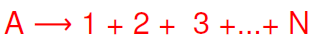 A ⟶ 1 + 2 + 3 +...+ N